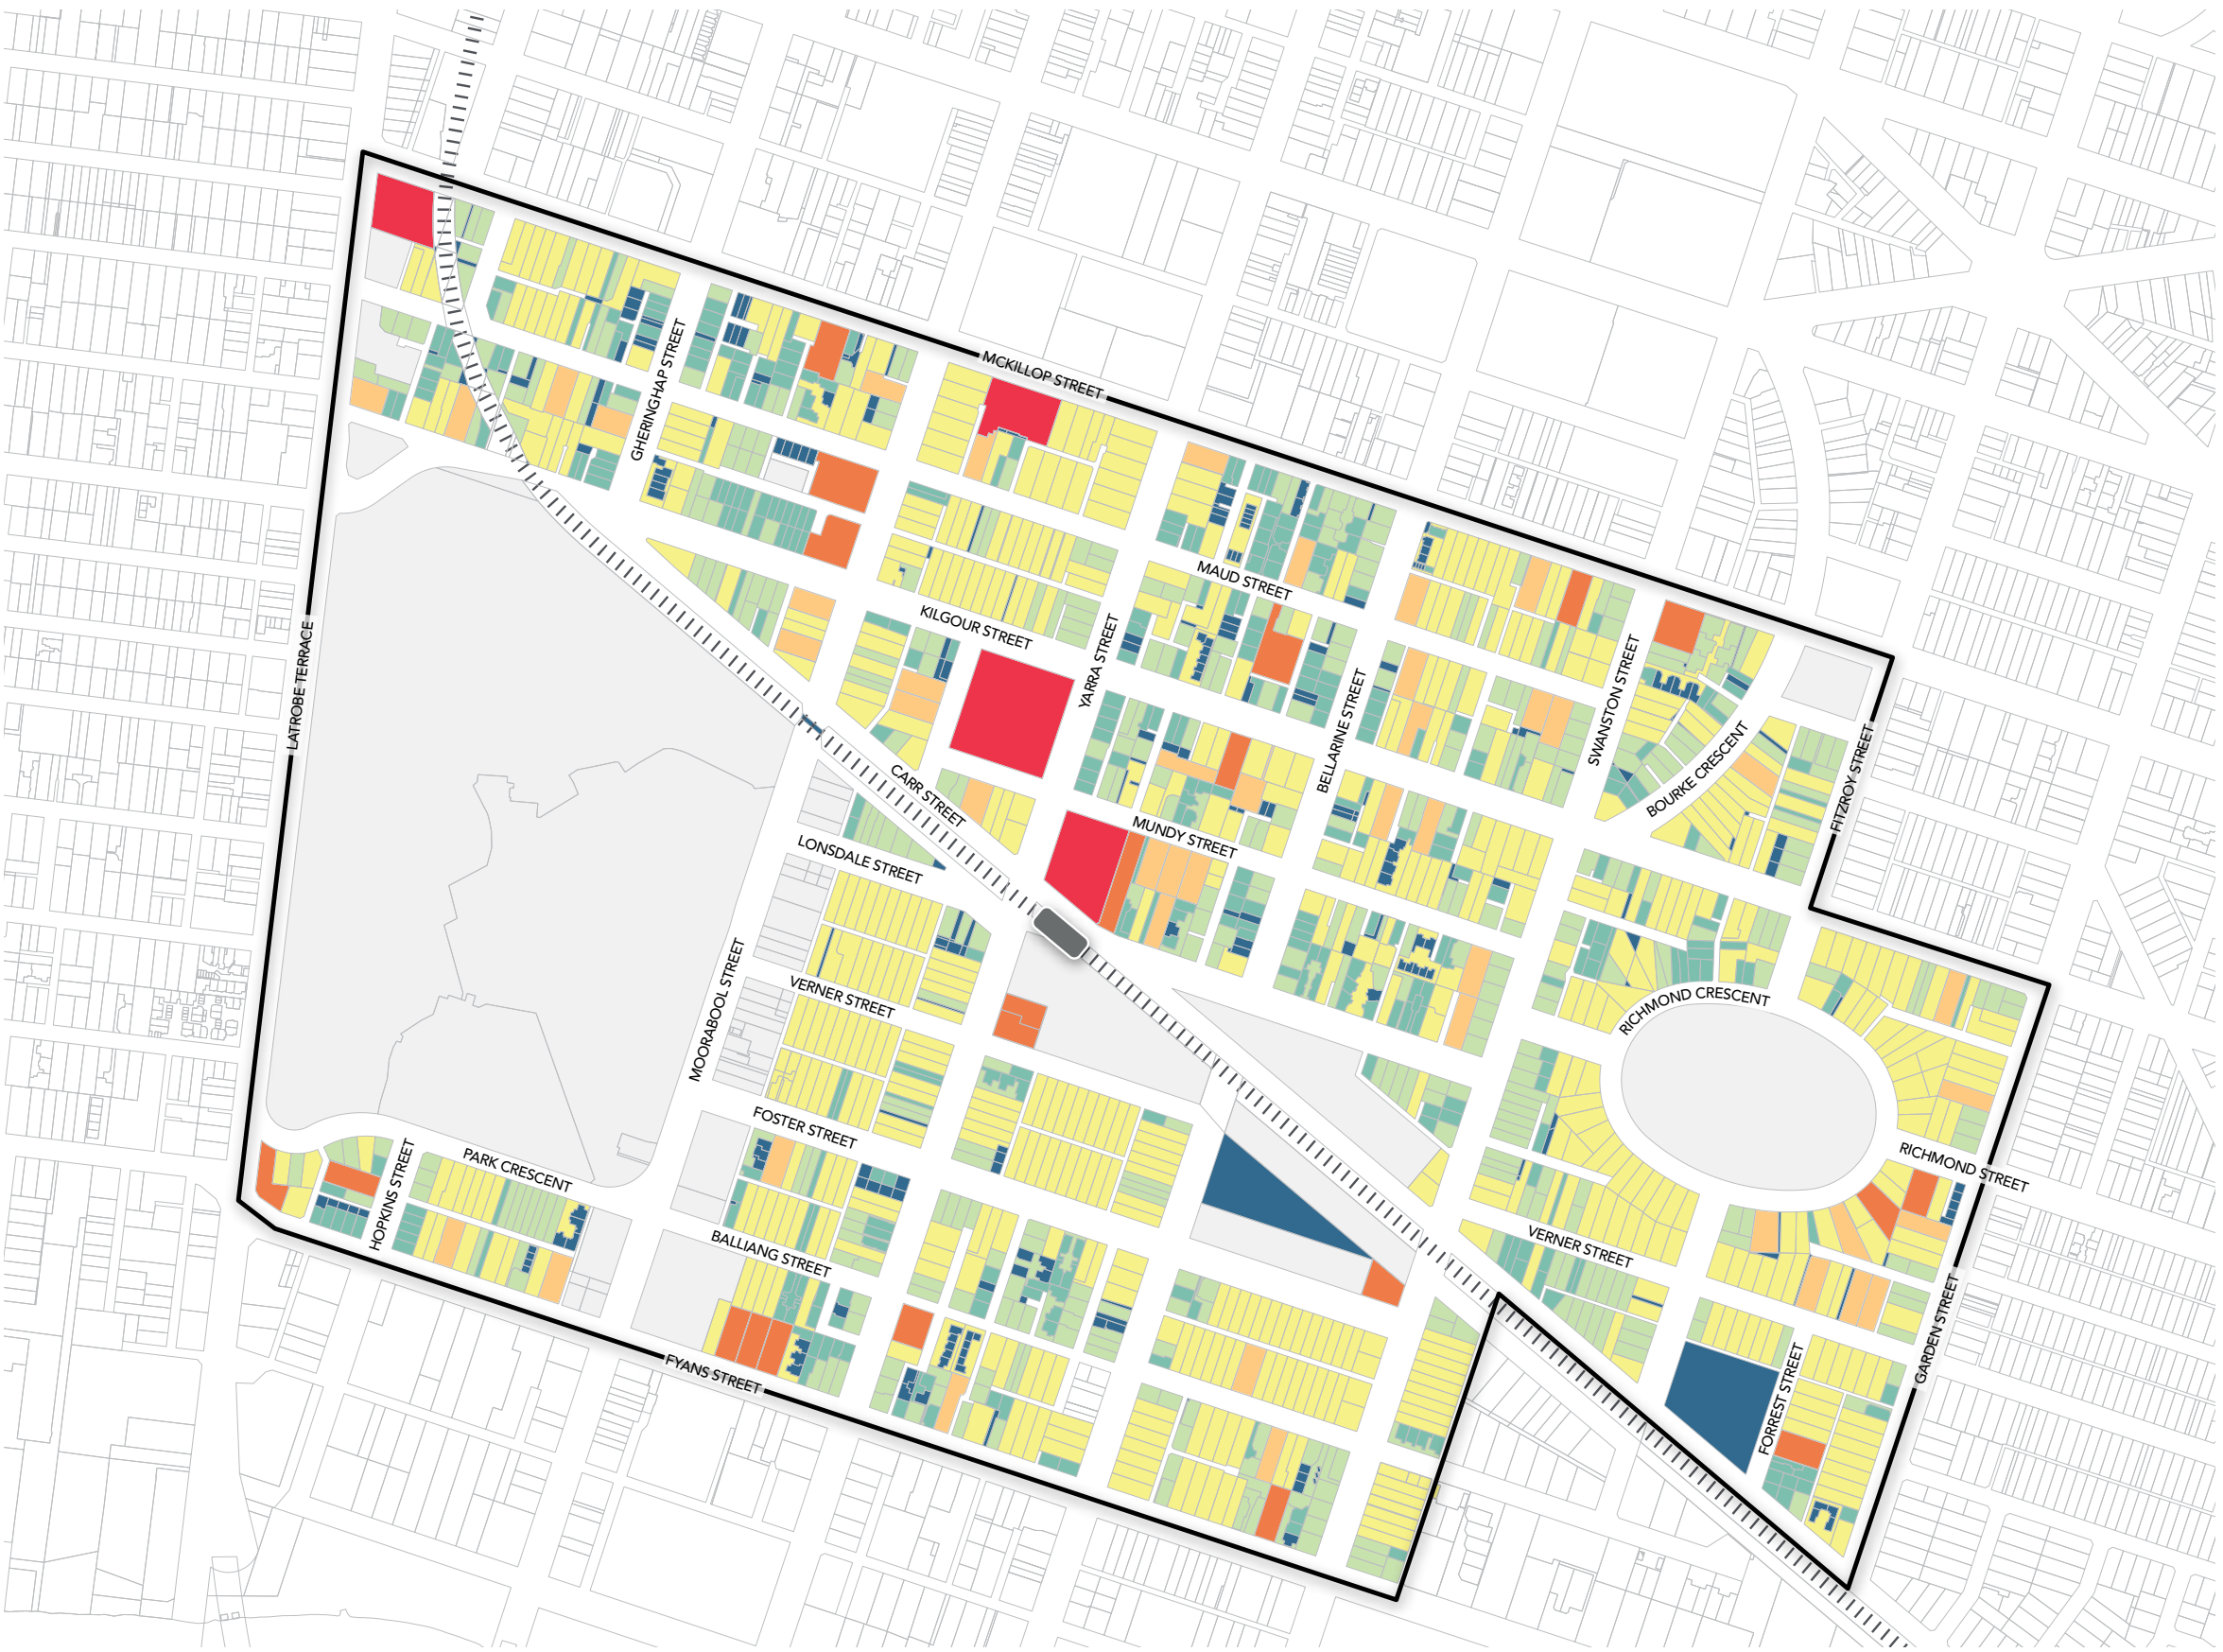 MCKILLOP STREET
GHERINGHAP STREET
MAUD STREET
KILGOUR STREET
YARRA STREET
LATROBE TERRACE
BELLARINE STREET
SWANSTON STREET
BOURKE CRESCENT
FITZROY STREET
CARR STREET
MUNDY STREET
LONSDALE STREET
MOORABOOL STREET
VERNER STREET
RICHMOND CRESCENT
FOSTER STREET
PARK CRESCENT
HOPKINS STREET
RICHMOND STREET
BALLIANG STREET
VERNER STREET
GARDEN STREET
FORREST STREET
FYANS STREET